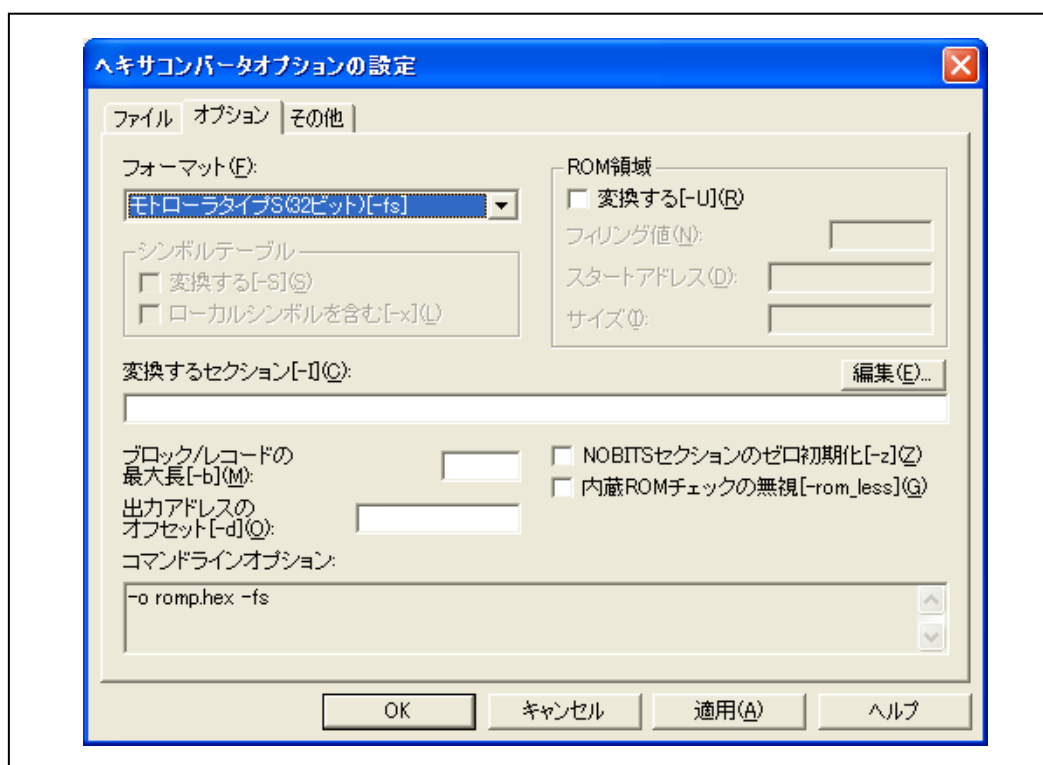 ヘキサコンバータオプションの設定
ファイル
オプション
その他
フォーマット(F):
モトローラタイプS(32ビット)[-fs]
シンボルテーブル
変換する[-S](S)
ローカルシンボルを含む[-x](L)
ROM領域
変換する[-U](R)
フィリング値(N):
スタートアドレス(D):
サイズ(I):
変換するセクション[-I](C):
編集(E)...
ブロック/レコードの
最大長[-b](M):
出力アドレスの
オフセット[-d](O):
NOBITSセクションのゼロ初期化[-z](Z)
内蔵ROMチェックの無視[-rom_less](G)
コマンドラインオプション:
-o romp.hex -fs
OK
キャンセル
適用(A)
ヘルプ